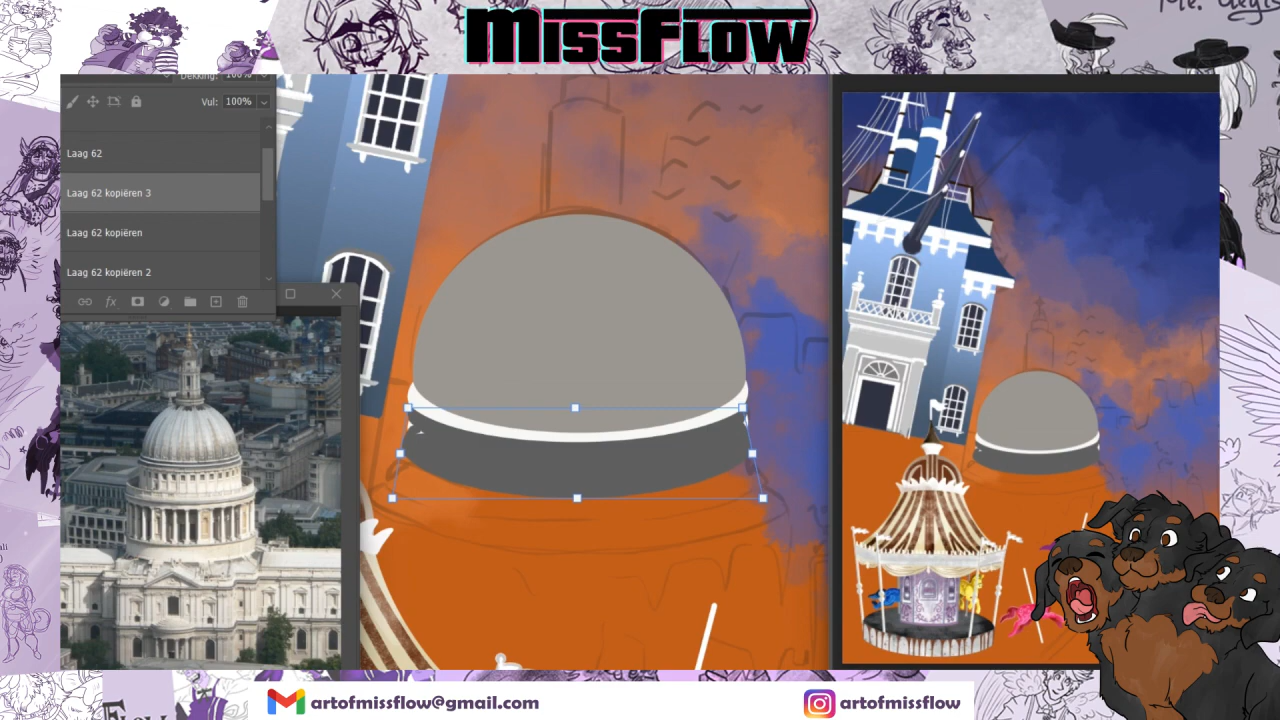 MISSFLOW
Dekking: 100%
Vul: 100%
Laag 62
Laag 62 kopiëren 3
Laag 62 kopiëren
Laag 62 kopiëren 2
artofmissflow@gmail.com
artofmissflow